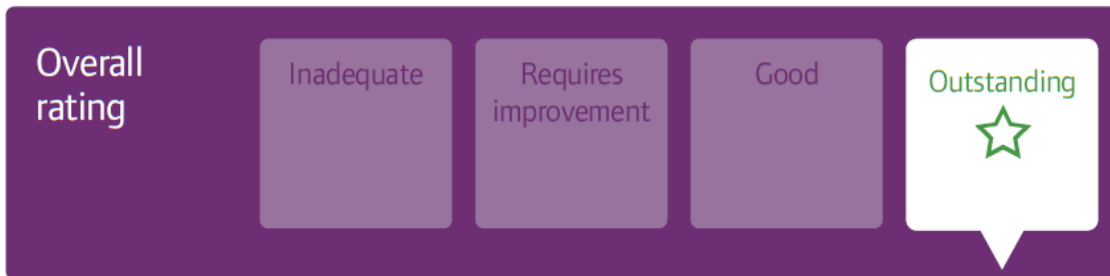 Overall
rating
Inadequate
Requires
improvement
Good
Outstanding